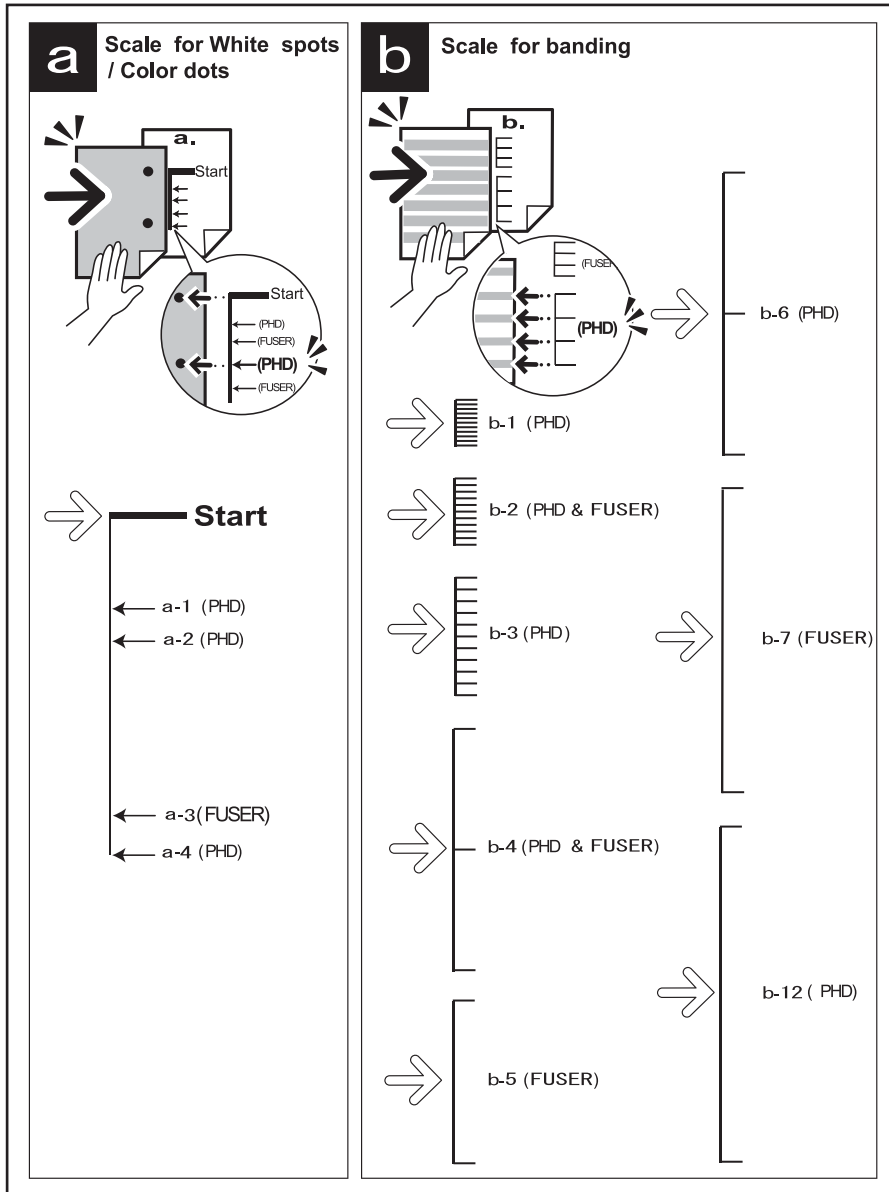 a
Scale for White spots
/ Color dots
a.
Start
Start
(PHD)
(FUSER)
(PHD)
(FUSER)
Start
a-1 (PHD)
a-2 (PHD)
a-3(FUSER)
a-4 (PHD)
b
Scale for banding
b.
(FUSER
(PHD)
b-1 (PHD)
b-2 (PHD & FUSER)
b-3 (PHD)
b-4 (PHD & FUSER)
b-5 (FUSER)
b-6 (PHD)
b-7 (FUSER)
b-12 ( PHD)